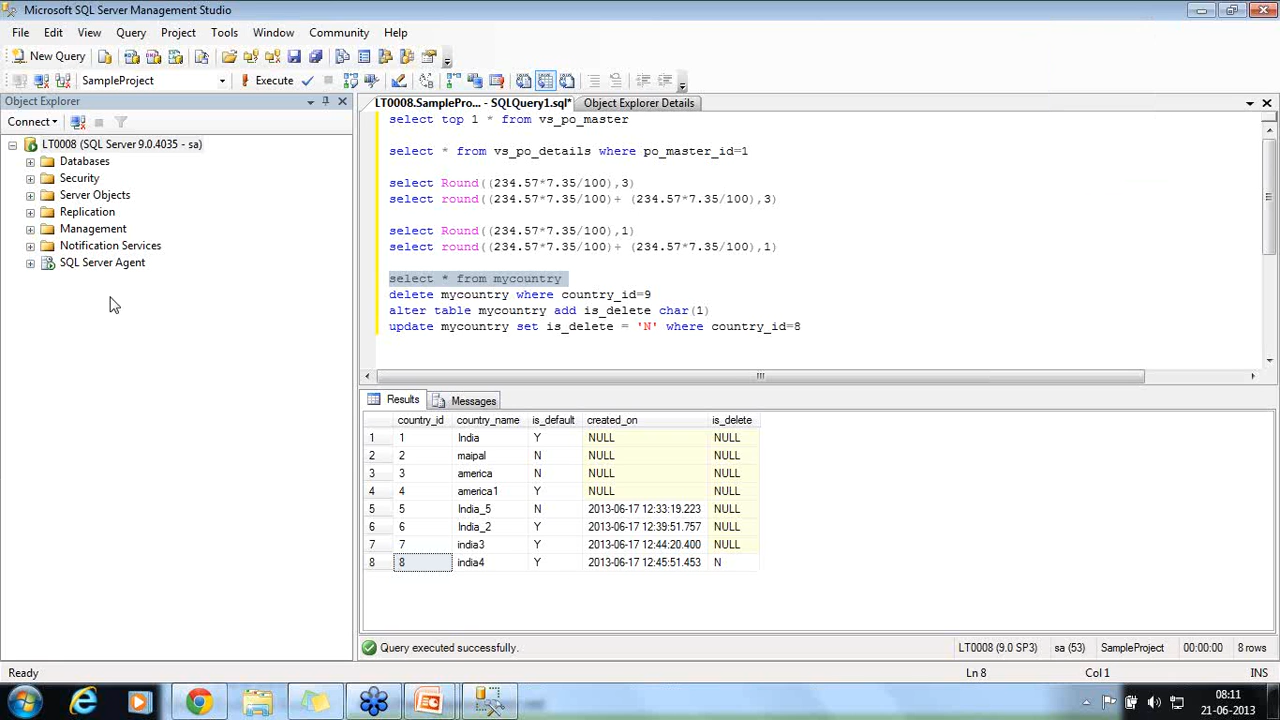 Microsoft SQL Server Management Studio
File Edit View Query Project Tools Window Community Help
New Query
SampleProject Execute
Object Explorer
LT0008.SamplePro... - SQLQuery1.sql* Object Explorer Details
Connect
LT0008 (SQL Server 9.0.4035 - sa)
Databases
Security
Server Objects
Replication
Management
Notification Services
SQL Server Agent
select top 1 * from vs_po_master
select * from vs_po_details where po_master_id=1
select Round((234.57*7.35/100),3)
select round((234.57*7.35/100)+ (234.57*7.35/100),3)
select Round((234.57*7.35/100),1)
select round((234.57*7.35/100)+ (234.57*7.35/100),1)
select * from mycountry
delete mycountry where country_id=9
alter table mycountry add is_delete char(1)
update mycountry set is_delete = 'N' where country_id=8
Results Messages
country_id country_name is_default created_on is_delete
1 1 India Y NULL NULL
2 2 maipal N NULL NULL
3 3 america N NULL NULL
4 4 america1 Y NULL NULL
5 5 India_5 N 2013-06-17 12:33:19.223 NULL
6 6 India_2 Y 2013-06-17 12:39:51.757 NULL
7 7 india3 Y 2013-06-17 12:44:20.400 NULL
8 8 india4 Y 2013-06-17 12:45:51.453 N
Query executed successfully. LT0008 (9.0 SP3) sa (53) SampleProject 00:00:00 8 rows
Ready Ln 8 Col 1 INS
08:11
21-06-2013